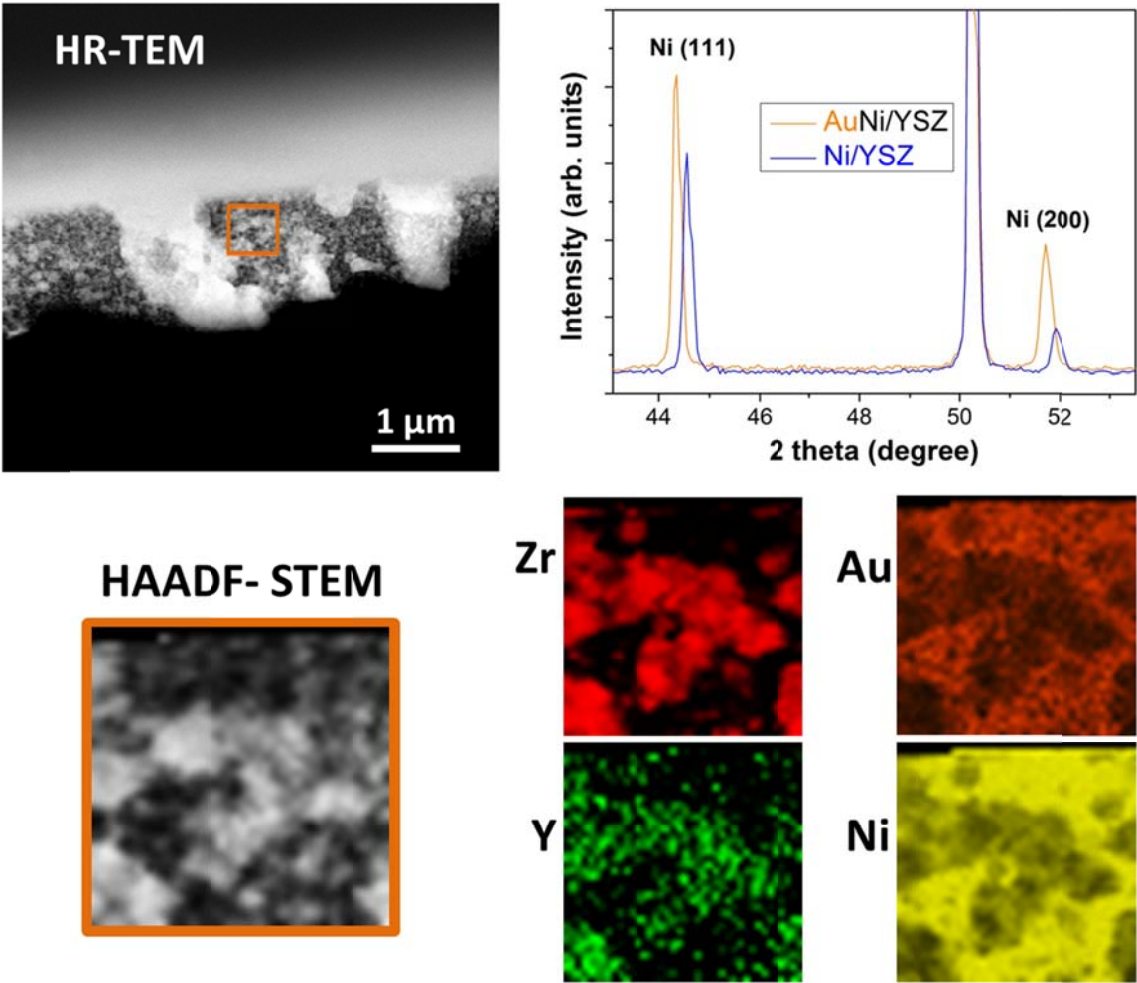 HR-TEM
1 µm
Intensity (arb. units)
Ni (111)
AuNi/YSZ
Ni/YSZ
Ni (200)
44 46 48 50 52
2 theta (degree)
HAADF- STEM
Zr
Au
Y
Ni